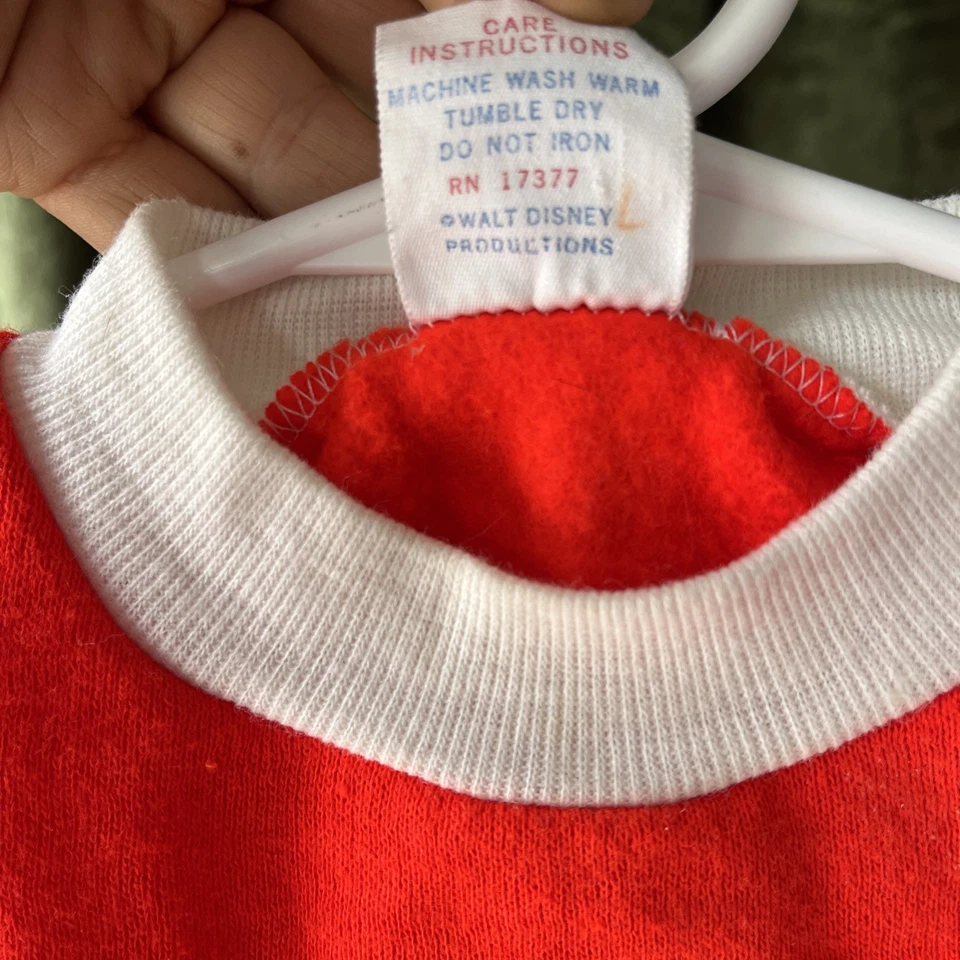 CARE
INSTRUCTIONS
MACHINE WASH WARM
TUMBLE DRY
DO NOT IRON
RN 17377
©WALT DISNEY L
PRODUCTIONS